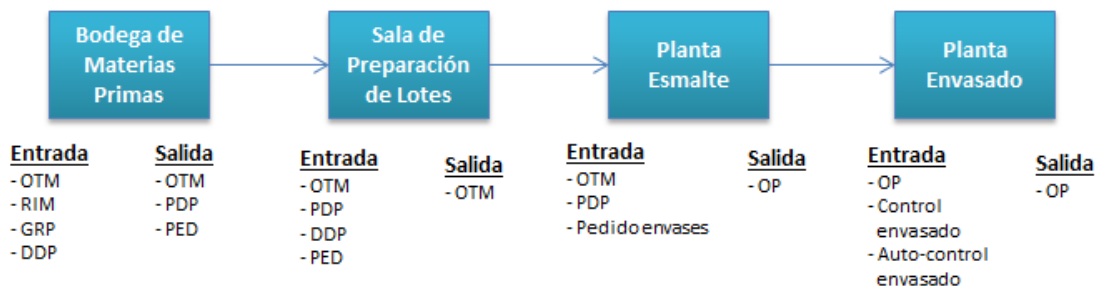 Bodega de
Materias
Primas
Sala de
Preparación
de Lotes
Planta
Esmalte
Planta
Envasado
Entrada
- OTM
- RIM
- GRP
- DDP
Salida
- OTM
- PDP
- PED
Entrada
- OTM
- PDP
- DDP
- PED
Salida
- OTM
Entrada
- OTM
- PDP
- Pedido envases
Salida
- OP
Entrada
- OP
- Control
envasado
- Auto-control
envasado
Salida
- OP